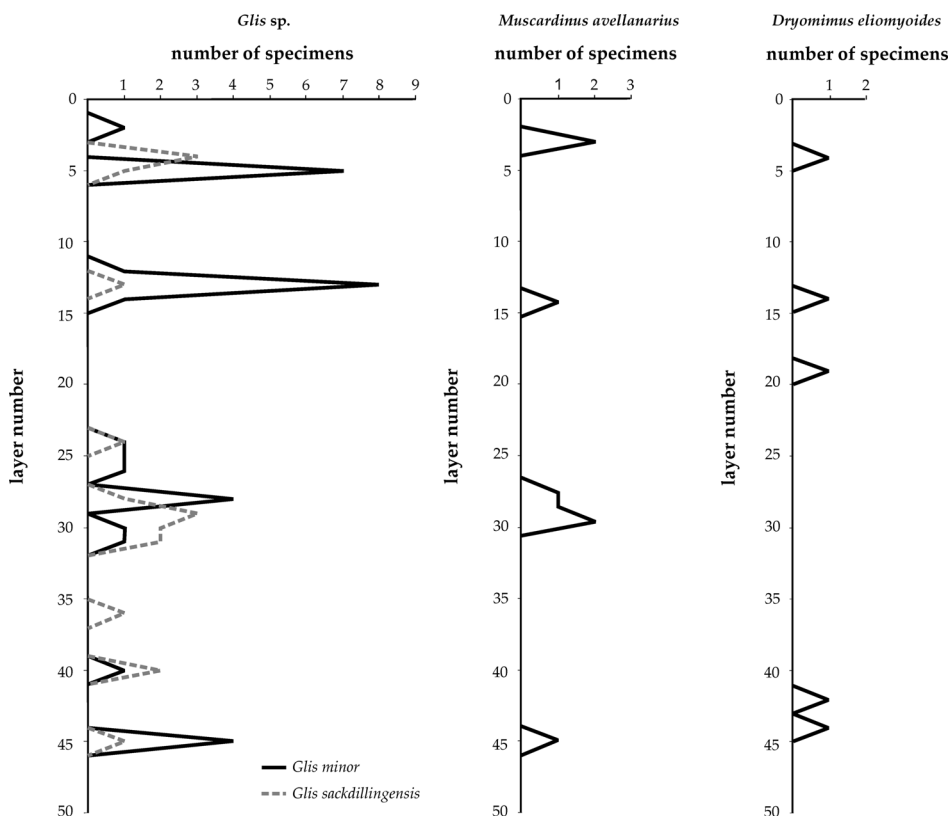 Glis sp.
number of specimens
1 2 3 4 5 6 7 8 9
0
5
10
15
20
25
30
35
40
45
50
layer number
Glis minor
Glis sackdillingensis
Muscardinus avellanarius
number of specimens
1 2 3
0
5
10
15
20
25
30
35
40
45
50
layer number
Dryomimus eliomyoides
number of specimens
1 2
0
5
10
15
20
25
30
35
40
45
50
layer number